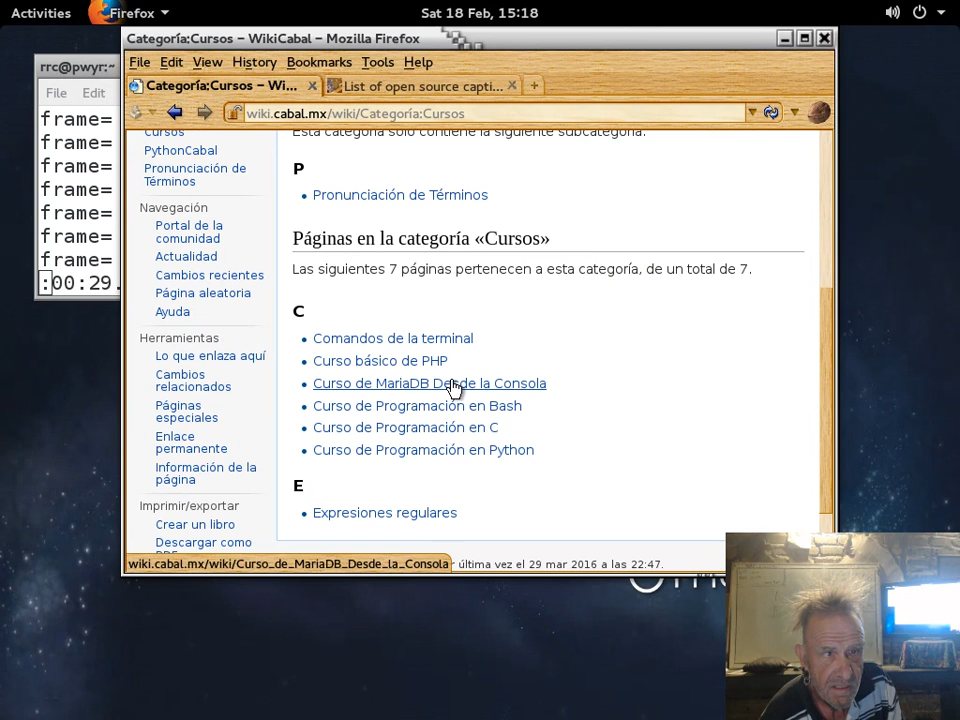 Activities
Firefox
Sat 18 Feb, 15:18
rrc@pwyr:~
File Edit
frame=
frame=
frame=
frame=
frame=
frame=
frame=
:00:29.
Categoría:Cursos – WikiCabal – Mozilla Firefox
File Edit View History Bookmarks Tools Help
Categoría:Cursos – Wi...
List of open source capti...
wiki.cabal.mx/wiki/Categoría:Cursos
Cursos
PythonCabal
Pronunciación de
Términos
Navegación
Portal de la
comunidad
Actualidad
Cambios recientes
Página aleatoria
Ayuda
Herramientas
Lo que enlaza aquí
Cambios
relacionados
Páginas
especiales
Enlace
permanente
Información de la
página
Imprimir/exportar
Crear un libro
Descargar como
PDF
Esta categoría solo contiene la siguiente subcategoría.
P
Pronunciación de Términos
Páginas en la categoría «Cursos»
Las siguientes 7 páginas pertenecen a esta categoría, de un total de 7.
C
Comandos de la terminal
Curso básico de PHP
Curso de MariaDB Desde la Consola
Curso de Programación en Bash
Curso de Programación en C
Curso de Programación en Python
E
Expresiones regulares
wiki.cabal.mx/wiki/Curso_de_MariaDB_Desde_la_Consola
última vez el 29 mar 2016 a las 22:47.